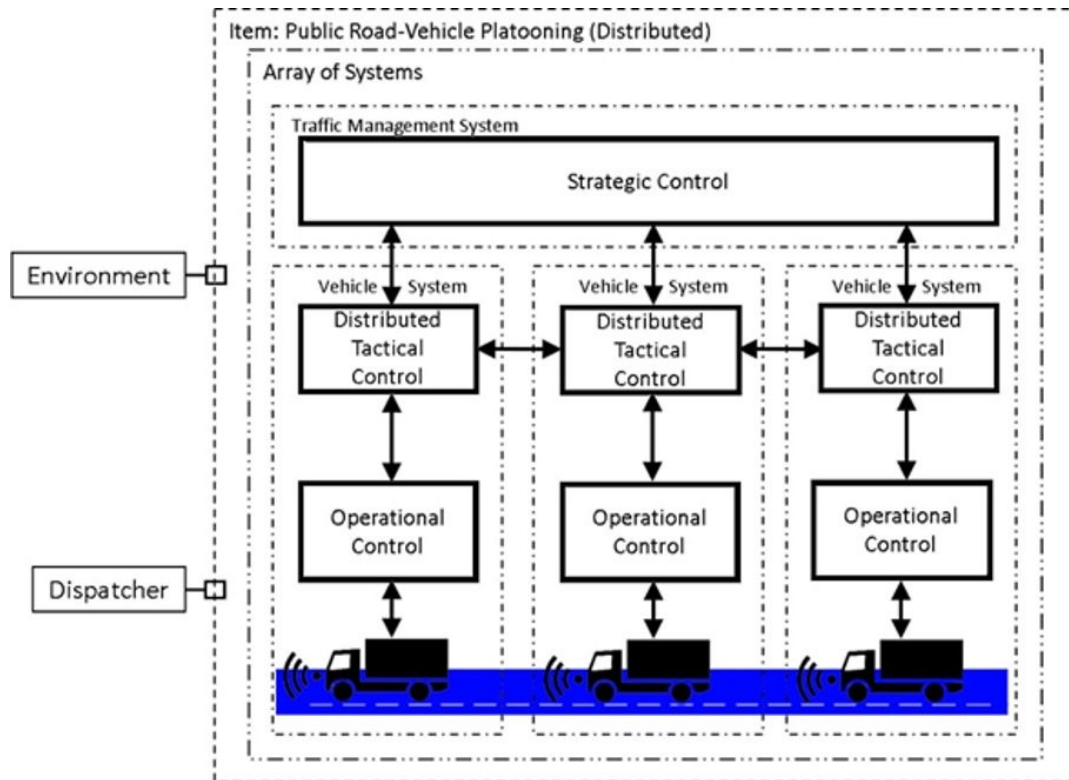 Item: Public Road-Vehicle Platooning (Distributed)
Array of Systems
Traffic Management System
Strategic Control
Environment
Vehicle System
Vehicle System
Vehicle System
Distributed
Tactical
Control
Distributed
Tactical
Control
Distributed
Tactical
Control
Operational
Control
Operational
Control
Operational
Control
Dispatcher